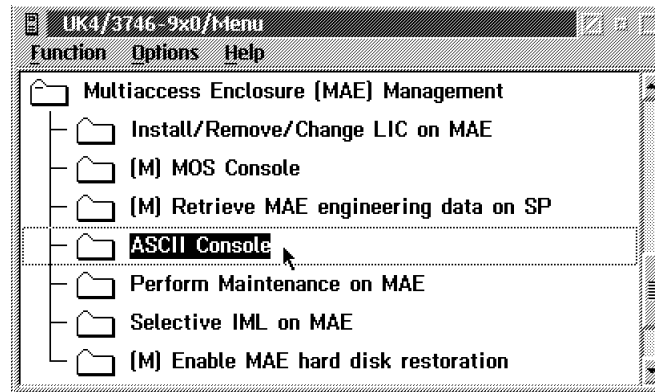 UK4/3746-9x0/Menu
Function Options Help
Multiaccess Enclosure (MAE) Management
Install/Remove/Change LIC on MAE
(M) MOS Console
(M) Retrieve MAE engineering data on SP
ASCII Console
Perform Maintenance on MAE
Selective IML on MAE
(M) Enable MAE hard disk restoration